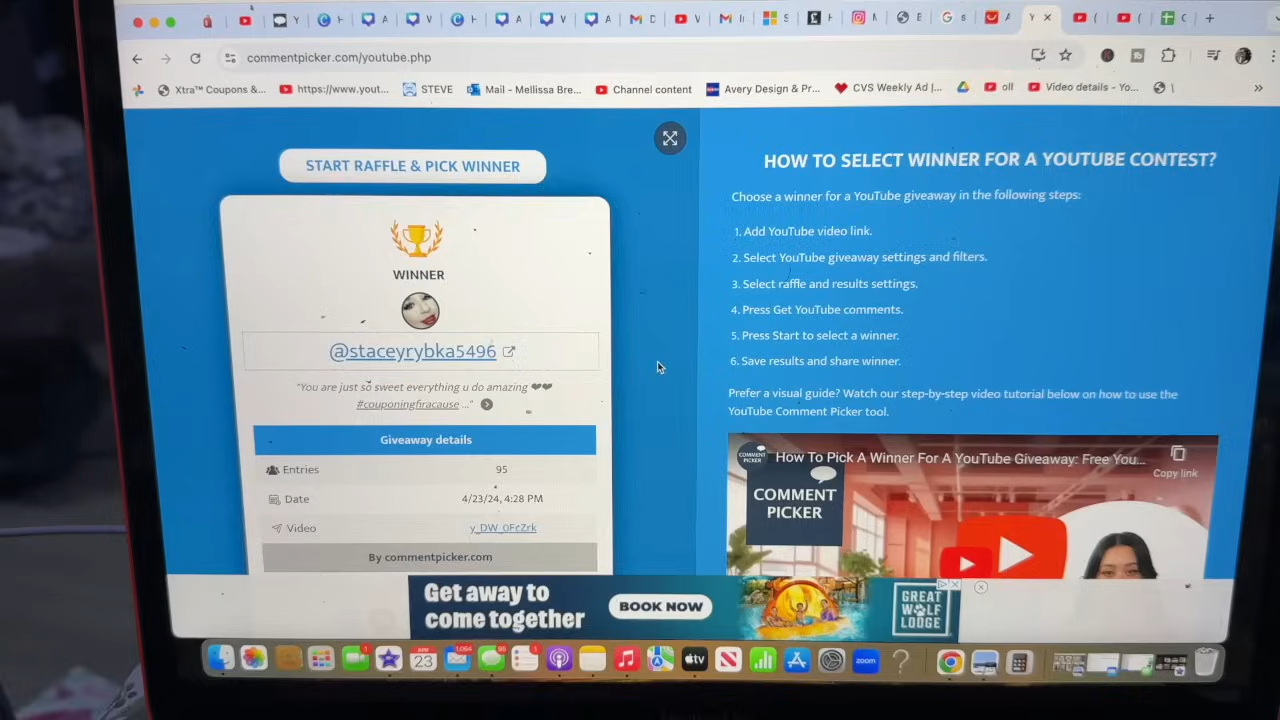 commentpicker.com/youtube.php
Xtra™ Coupons &...
https://www.yout...
STEVE
Mail - Mellissa Bre...
Channel content
Avery Design & Pr...
CVS Weekly Ad |...
oll
Video details - Yo...
START RAFFLE & PICK WINNER
WINNER
@staceyrybka5496
"You are just so sweet everything u do amazing ❤❤
#couponingfiracause ..."
Giveaway details
Entries 95
Date 4/23/24, 4:28 PM
Video y_DW_0FcZrk
By commentpicker.com
HOW TO SELECT WINNER FOR A YOUTUBE CONTEST?
Choose a winner for a YouTube giveaway in the following steps:
1. Add YouTube video link.
2. Select YouTube giveaway settings and filters.
3. Select raffle and results settings.
4. Press Get YouTube comments.
5. Press Start to select a winner.
6. Save results and share winner.
Prefer a visual guide? Watch our step-by-step video tutorial below on how to use the
YouTube Comment Picker tool.
How To Pick A Winner For A YouTube Giveaway: Free You...
Copy link
COMMENT
PICKER
Get away to
come together
BOOK NOW
GREAT
WOLF
LODGE
APR
23
tv
zoom